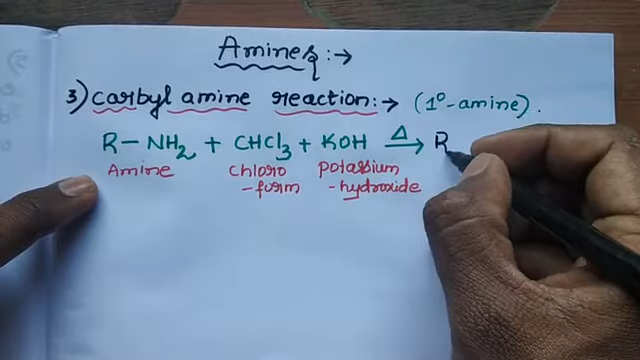 Amines :→
3) Carbyl amine reaction :→ (1°-amine).
R-NH₂ + CHCl₃ + KOH —Δ→ R
Amine chloro potassium
-form -hydroxide